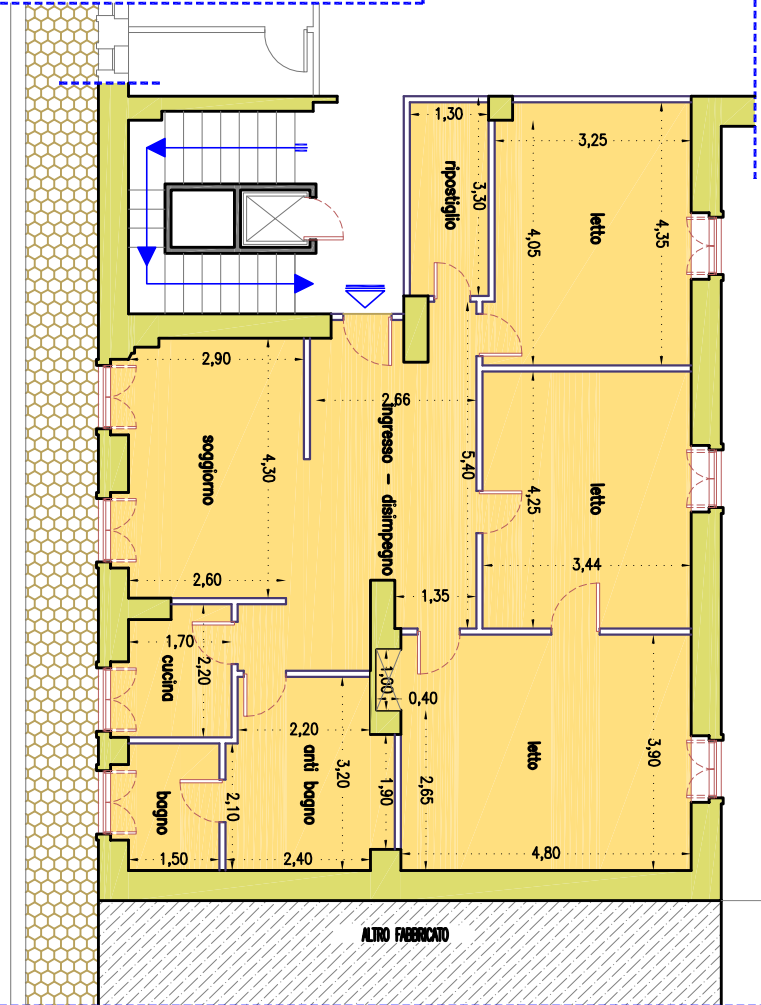 1,30
3,25
ripostiglio
3,30
letto
4,05
4,35
2,90
2,66
soggiorno
4,30
ingresso - disimpegno
5,40
4,25
letto
3,44
2,60
1,35
1,70
cucina
2,20
1,00
0,40
2,20
anti bagno
3,20
letto
3,90
bagno
2,10
1,90
2,65
1,50
2,40
4,80
ALTRO FABBRICATO